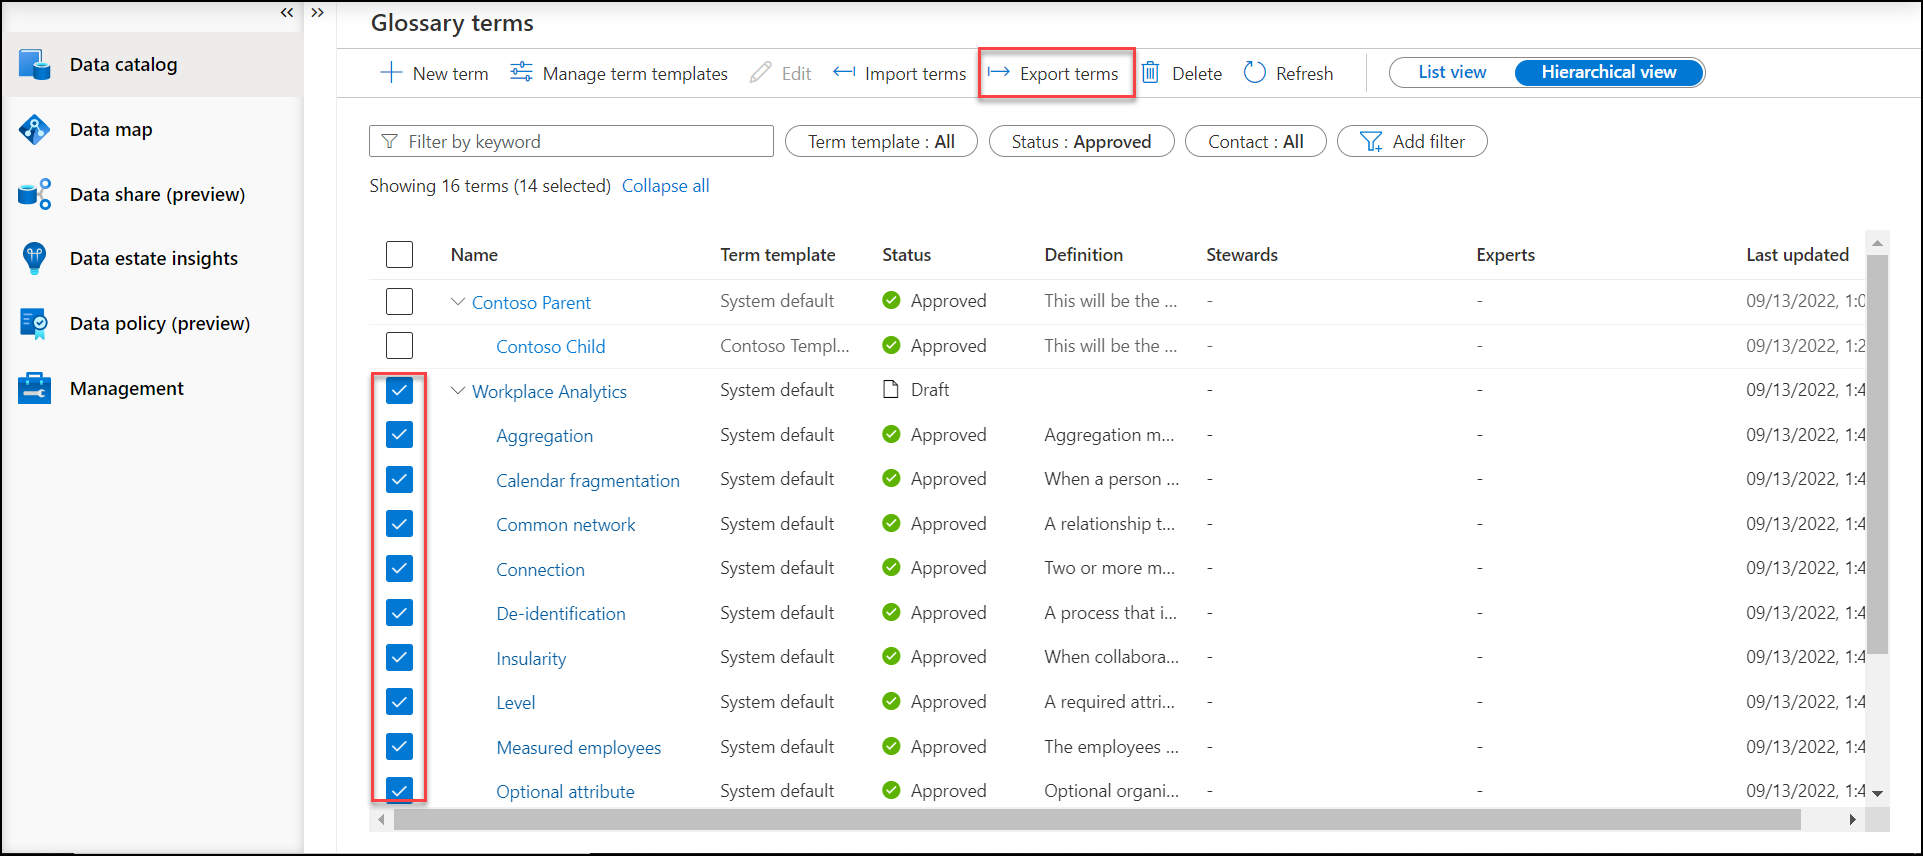 Glossary terms
Data catalog
Data map
Data share (preview)
Data estate insights
Data policy (preview)
Management
New term Manage term templates Edit Import terms Export terms Delete Refresh List view Hierarchical view
Filter by keyword Term template : All Status : Approved Contact : All Add filter
Showing 16 terms (14 selected) Collapse all
Name Term template Status Definition Stewards Experts Last updated
Contoso Parent System default Approved This will be the ... - - 09/13/2022, 1:0
Contoso Child Contoso Templ... Approved This will be the ... - - 09/13/2022, 1:2
Workplace Analytics System default Draft - - 09/13/2022, 1:4
Aggregation System default Approved Aggregation m... - - 09/13/2022, 1:4
Calendar fragmentation System default Approved When a person ... - - 09/13/2022, 1:4
Common network System default Approved A relationship t... - - 09/13/2022, 1:4
Connection System default Approved Two or more m... - - 09/13/2022, 1:4
De-identification System default Approved A process that i... - - 09/13/2022, 1:4
Insularity System default Approved When collabora... - - 09/13/2022, 1:4
Level System default Approved A required attri... - - 09/13/2022, 1:4
Measured employees System default Approved The employees ... - - 09/13/2022, 1:4
Optional attribute System default Approved Optional organi... - - 09/13/2022, 1:4